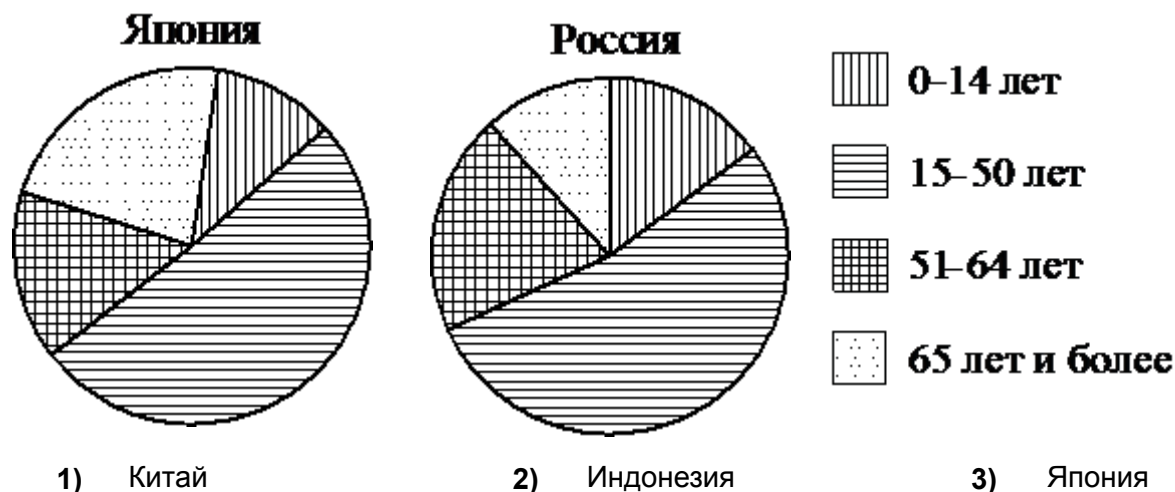 Япония
Россия
0–14 лет
15–50 лет
51–64 лет
65 лет и более
1) Китай 2) Индонезия 3) Япония